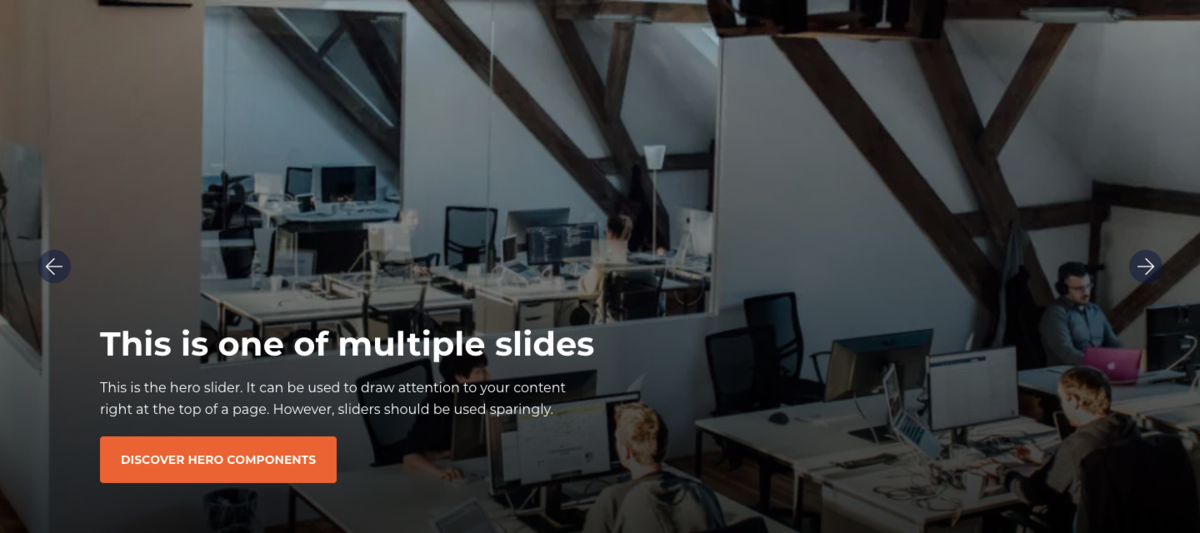 This is one of multiple slides
This is the hero slider. It can be used to draw attention to your content
right at the top of a page. However, sliders should be used sparingly.
DISCOVER HERO COMPONENTS